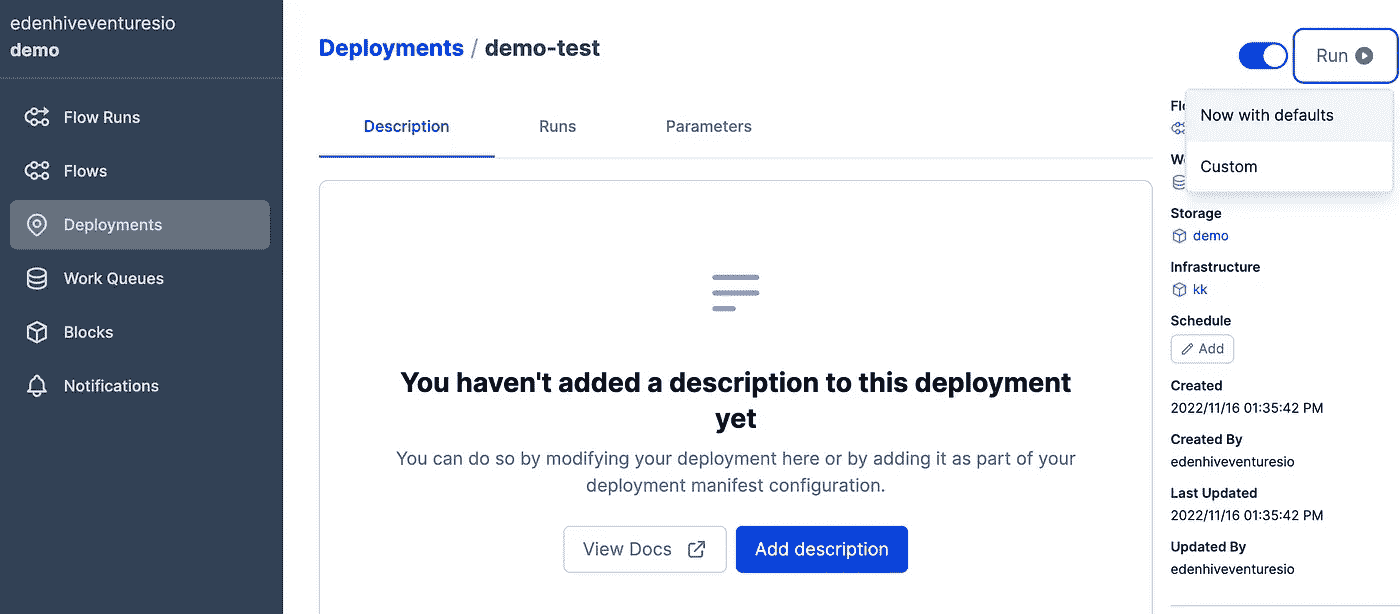 edenhiveventuresio
demo
Flow Runs
Flows
Deployments
Work Queues
Blocks
Notifications
Deployments / demo-test
Run
Now with defaults
Custom
Description
Runs
Parameters
You haven't added a description to this deployment
yet
You can do so by modifying your deployment here or by adding it as part of your
deployment manifest configuration.
View Docs
Add description
Storage
demo
Infrastructure
kk
Schedule
Add
Created
2022/11/16 01:35:42 PM
Created By
edenhiveventuresio
Last Updated
2022/11/16 01:35:42 PM
Updated By
edenhiveventuresio